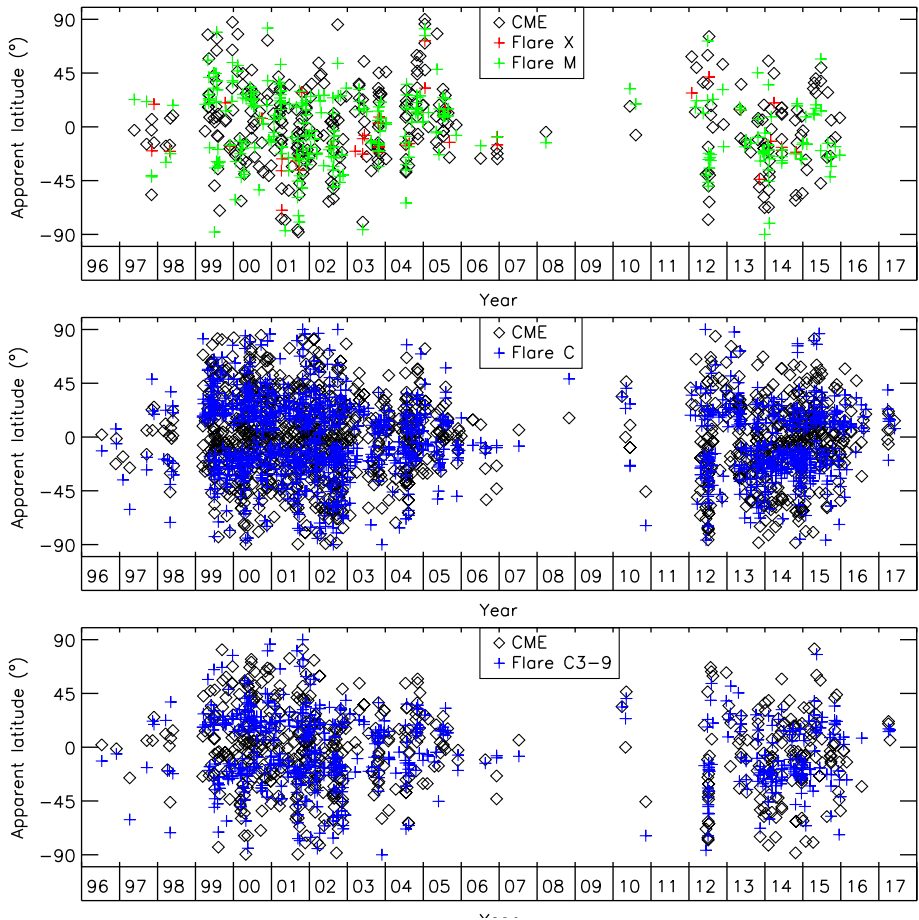 Apparent latitude (°)
90
45
0
−45
−90
CME
Flare X
Flare M
96 97 98 99 00 01 02 03 04 05 06 07 08 09 10 11 12 13 14 15 16 17
Year
Apparent latitude (°)
90
45
0
−45
−90
CME
Flare C
96 97 98 99 00 01 02 03 04 05 06 07 08 09 10 11 12 13 14 15 16 17
Year
Apparent latitude (°)
90
45
0
−45
−90
CME
Flare C3−9
96 97 98 99 00 01 02 03 04 05 06 07 08 09 10 11 12 13 14 15 16 17
Year